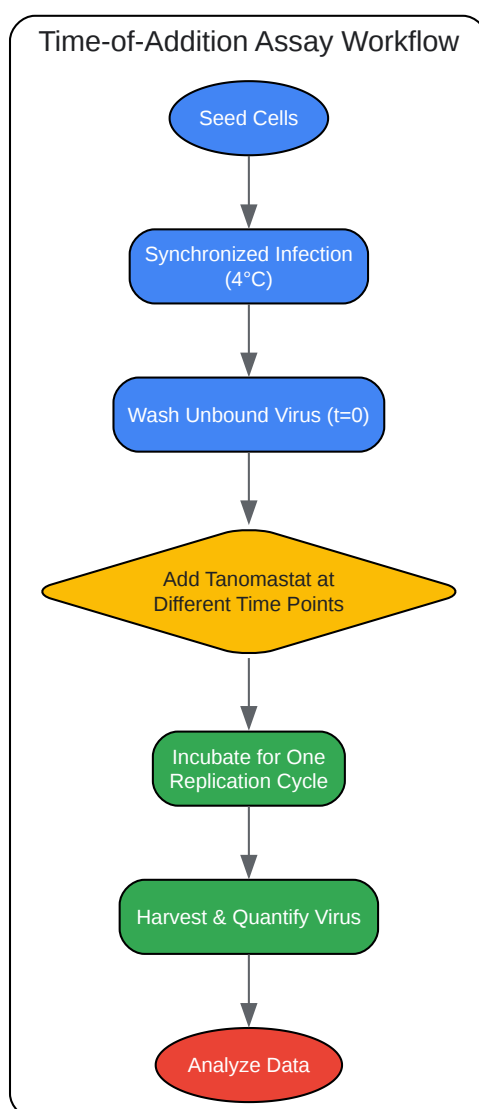 Time-of-Addition Assay Workflow
Seed Cells
Synchronized Infection
(4°C)
Wash Unbound Virus (t=0)
Add Tanomastat at
Different Time Points
Incubate for One
Replication Cycle
Harvest & Quantify Virus
Analyze Data